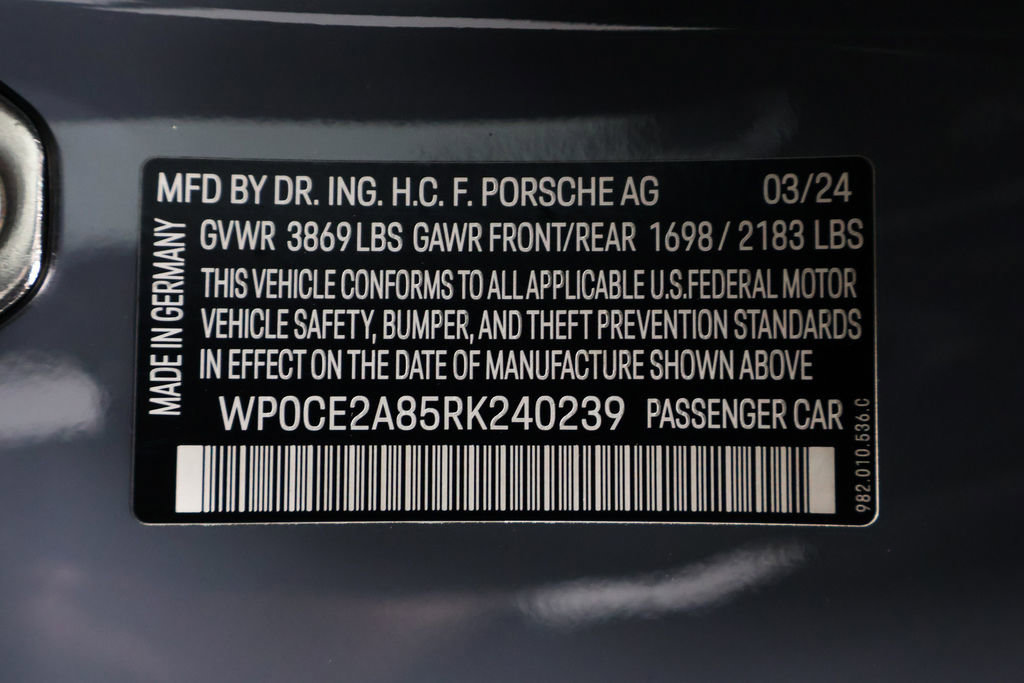 MFD BY DR. ING. H.C. F. PORSCHE AG 03/24
GVWR 3869 LBS GAWR FRONT/REAR 1698 / 2183 LBS
THIS VEHICLE CONFORMS TO ALL APPLICABLE U.S.FEDERAL MOTOR
VEHICLE SAFETY, BUMPER, AND THEFT PREVENTION STANDARDS
IN EFFECT ON THE DATE OF MANUFACTURE SHOWN ABOVE
WP0CE2A85RK240239 PASSENGER CAR
MADE IN GERMANY
982.010.536.C